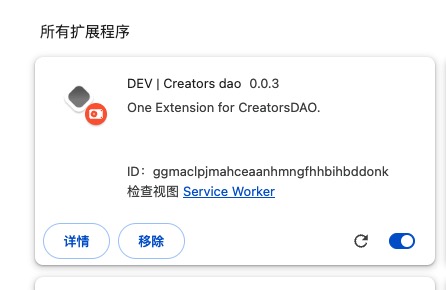 所有扩展程序
DEV | Creators dao 0.0.3
One Extension for CreatorsDAO.
ID：ggmaclpjmahceaanhmngfhhbihbddonk
检查视图 Service Worker
详情 移除